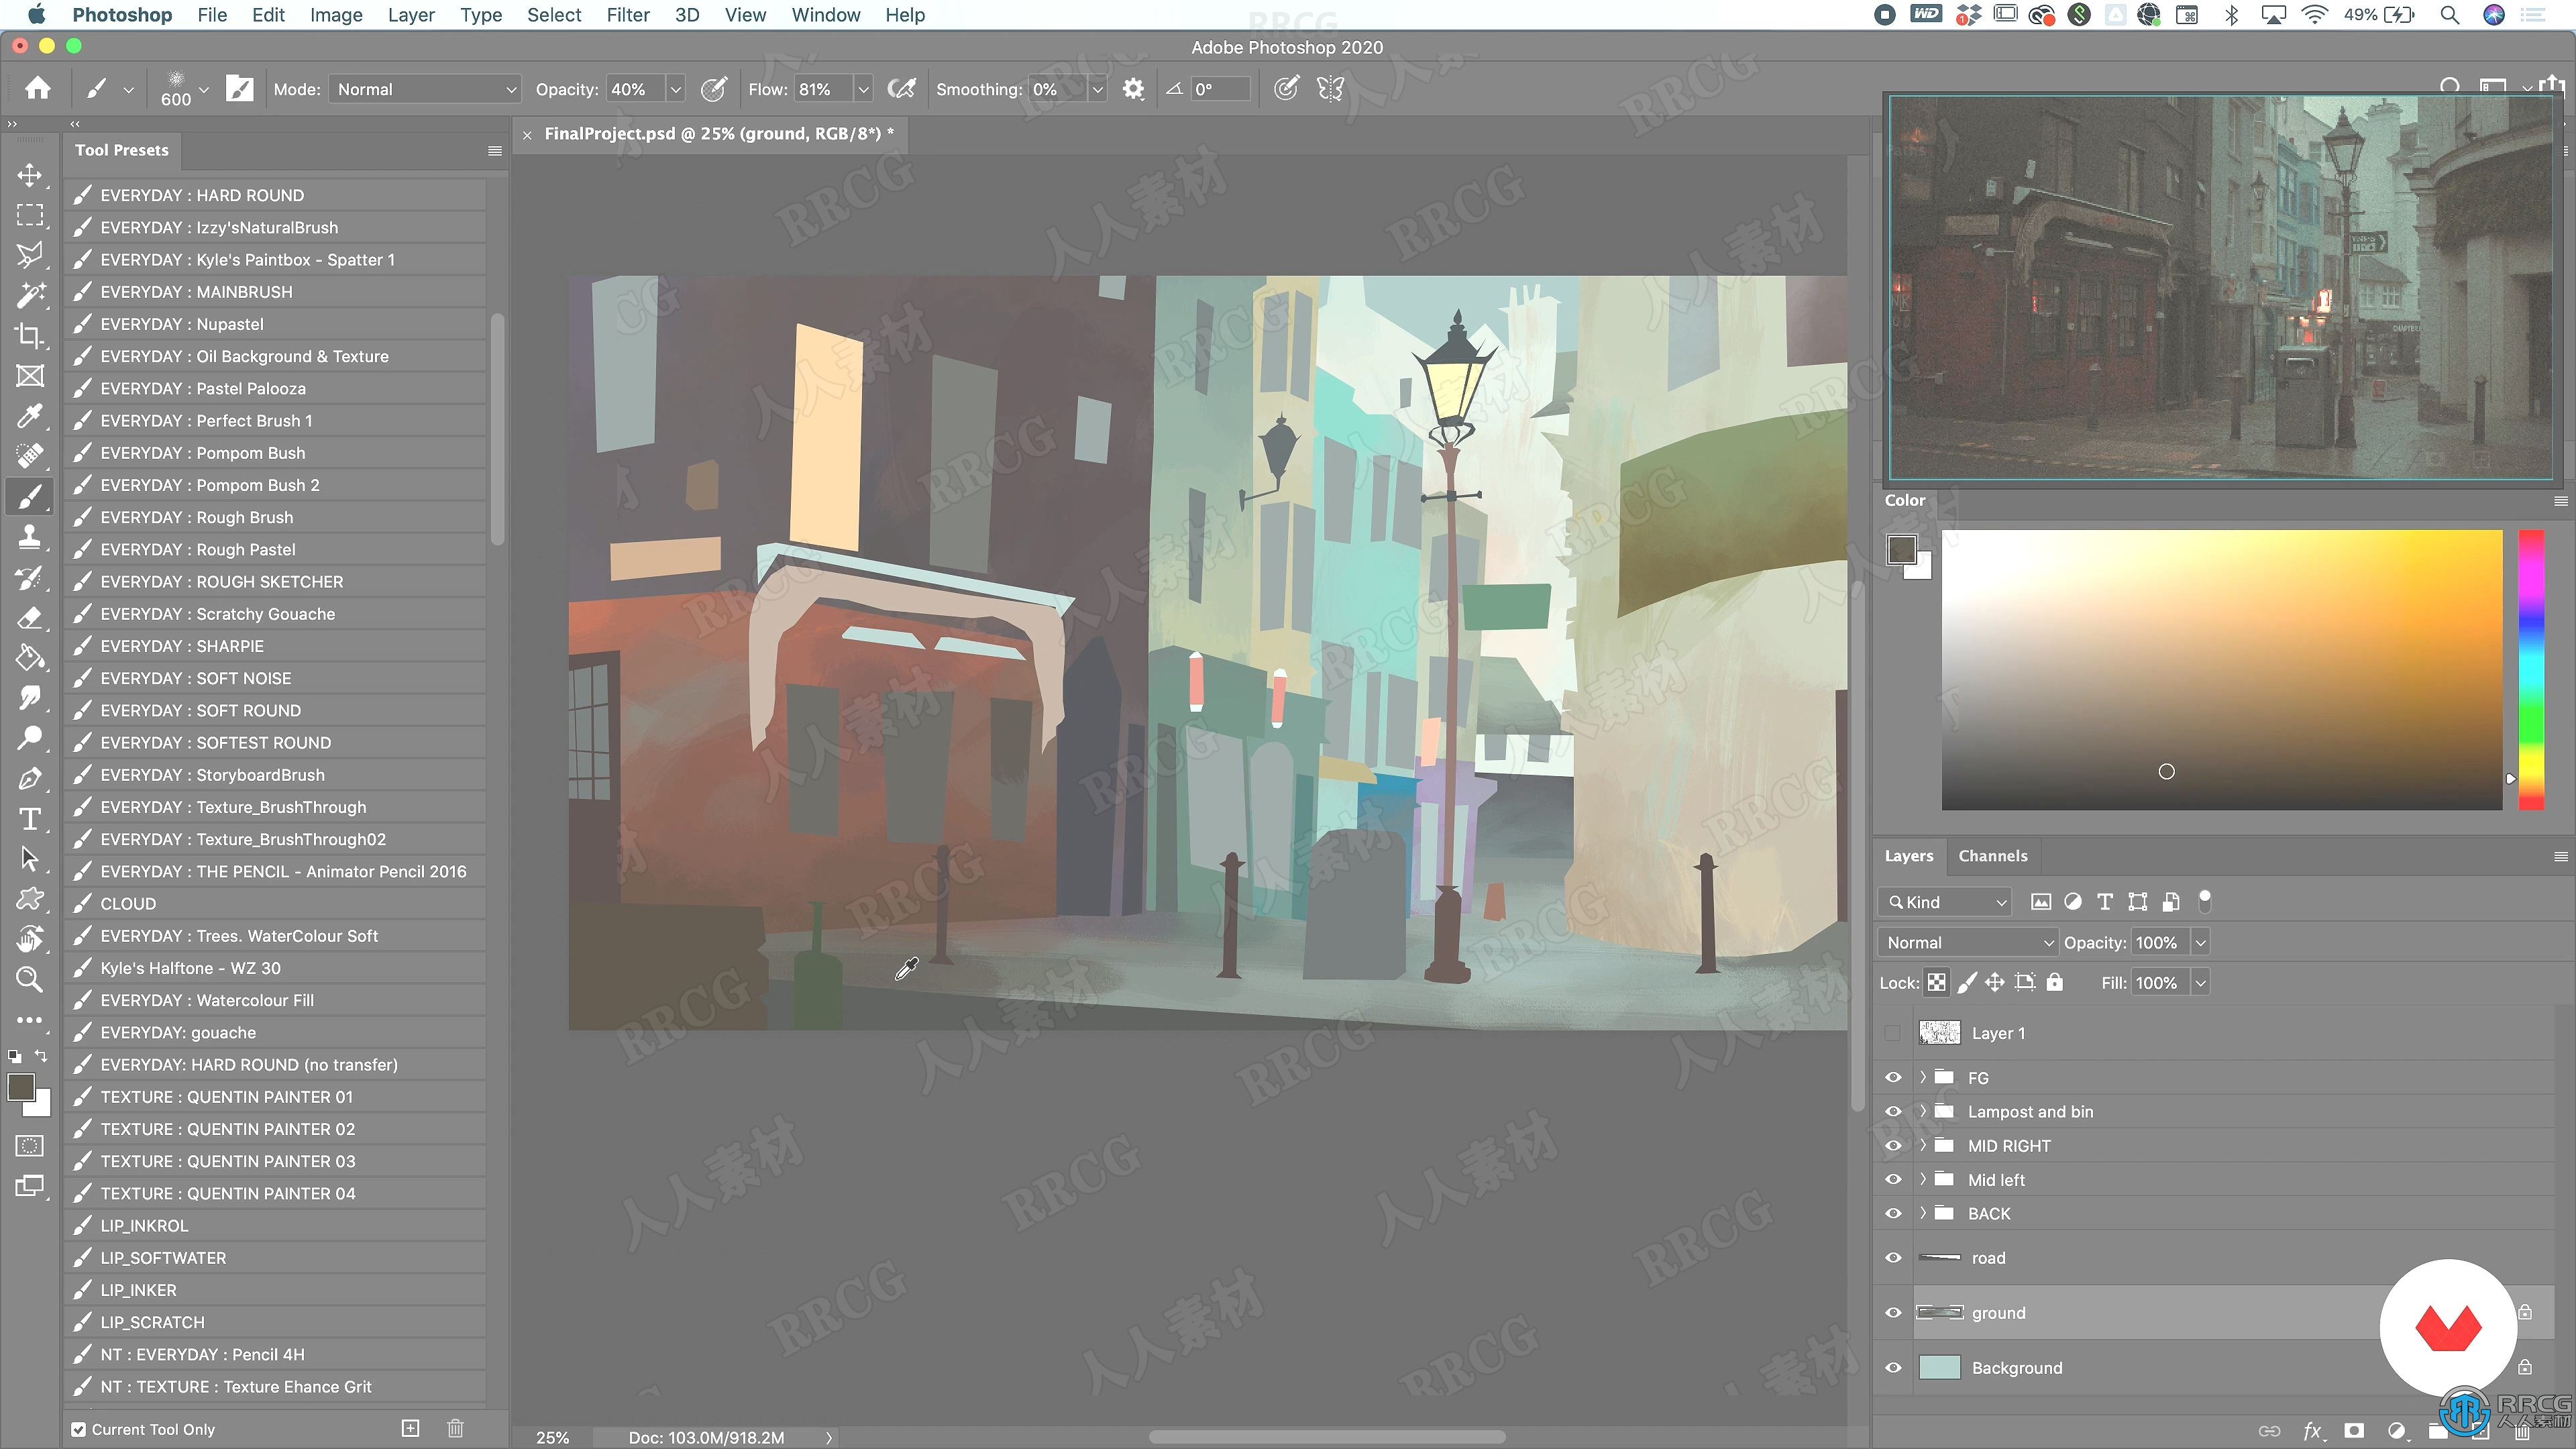 Photoshop File Edit Image Layer Type Select Filter 3D View Window Help
WD 1 49%
Adobe Photoshop 2020
600 Mode: Normal Opacity: 40% Flow: 81% Smoothing: 0% 0°
FinalProject.psd @ 25% (ground, RGB/8*) *
Tool Presets
EVERYDAY : HARD ROUND
EVERYDAY : Izzy'sNaturalBrush
EVERYDAY : Kyle's Paintbox - Spatter 1
EVERYDAY : MAINBRUSH
EVERYDAY : Nupastel
EVERYDAY : Oil Background & Texture
EVERYDAY : Pastel Palooza
EVERYDAY : Perfect Brush 1
EVERYDAY : Pompom Bush
EVERYDAY : Pompom Bush 2
EVERYDAY : Rough Brush
EVERYDAY : Rough Pastel
EVERYDAY : ROUGH SKETCHER
EVERYDAY : Scratchy Gouache
EVERYDAY : SHARPIE
EVERYDAY : SOFT NOISE
EVERYDAY : SOFT ROUND
EVERYDAY : SOFTEST ROUND
EVERYDAY : StoryboardBrush
EVERYDAY : Texture_BrushThrough
EVERYDAY : Texture_BrushThrough02
EVERYDAY : THE PENCIL - Animator Pencil 2016
CLOUD
EVERYDAY : Trees. WaterColour Soft
Kyle's Halftone - WZ 30
EVERYDAY : Watercolour Fill
EVERYDAY: gouache
EVERYDAY: HARD ROUND (no transfer)
TEXTURE : QUENTIN PAINTER 01
TEXTURE : QUENTIN PAINTER 02
TEXTURE : QUENTIN PAINTER 03
TEXTURE : QUENTIN PAINTER 04
LIP_INKROL
LIP_SOFTWATER
LIP_INKER
LIP_SCRATCH
NT : EVERYDAY : Pencil 4H
NT : TEXTURE : Texture Ehance Grit
Current Tool Only
25% Doc: 103.0M/918.2M
Color
Layers Channels
Kind
Normal Opacity: 100%
Lock: Fill: 100%
Layer 1
FG
Lampost and bin
MID RIGHT
Mid left
BACK
road
ground
Background
fx
RRCG
人人素材